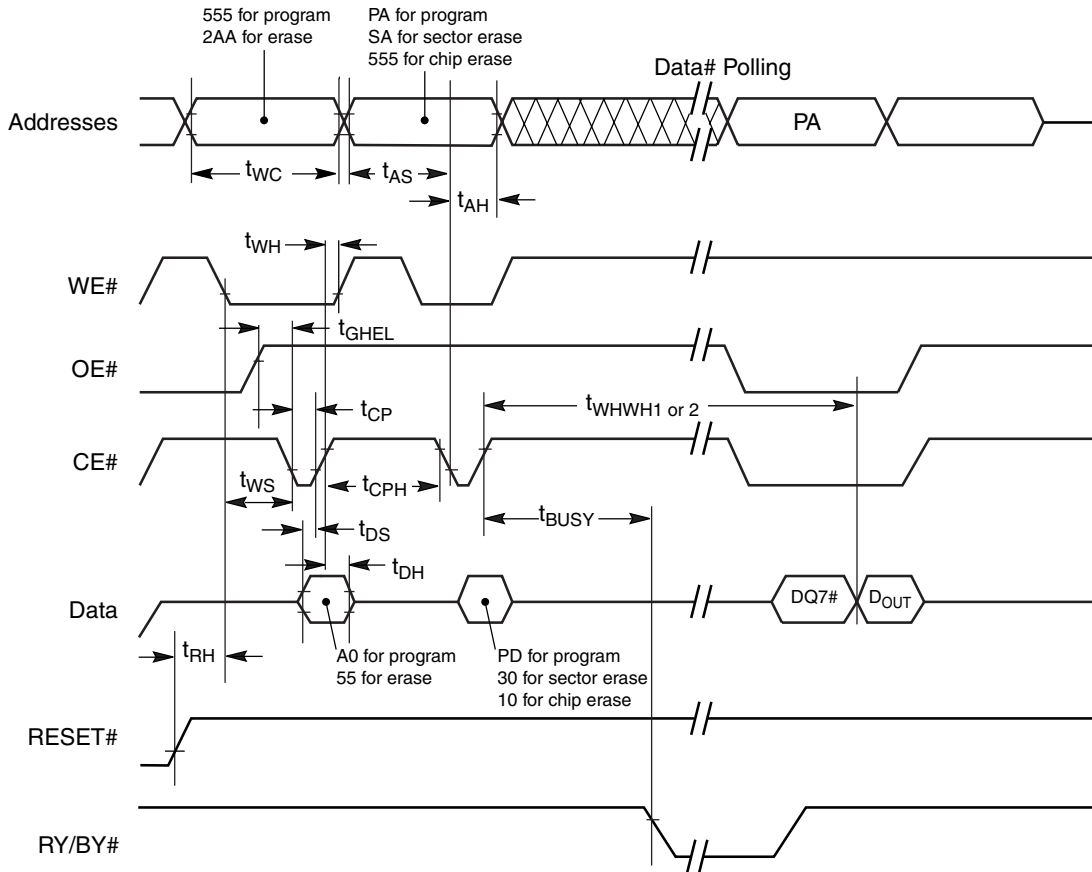 555 for program
2AA for erase
PA for program
SA for sector erase
555 for chip erase
Data# Polling
Addresses
PA
tWC
tAS
tAH
tWH
WE#
tGHEL
OE#
tWHWH1 or 2
tCP
CE#
tWS
tCPH
tBUSY
tDS
tDH
Data
DQ7#
DOUT
tRH
A0 for program
55 for erase
PD for program
30 for sector erase
10 for chip erase
RESET#
RY/BY#